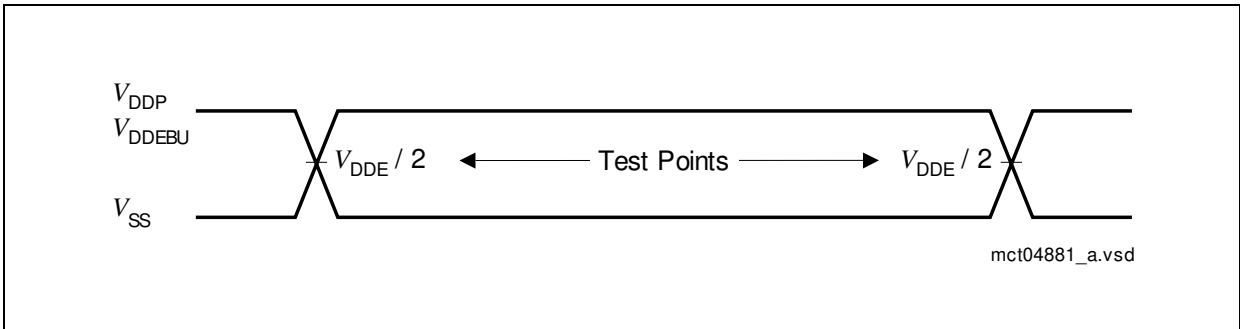 VDDP
VDDEBU
VDDE / 2 Test Points VDDE / 2
VSS
mct04881_a.vsd